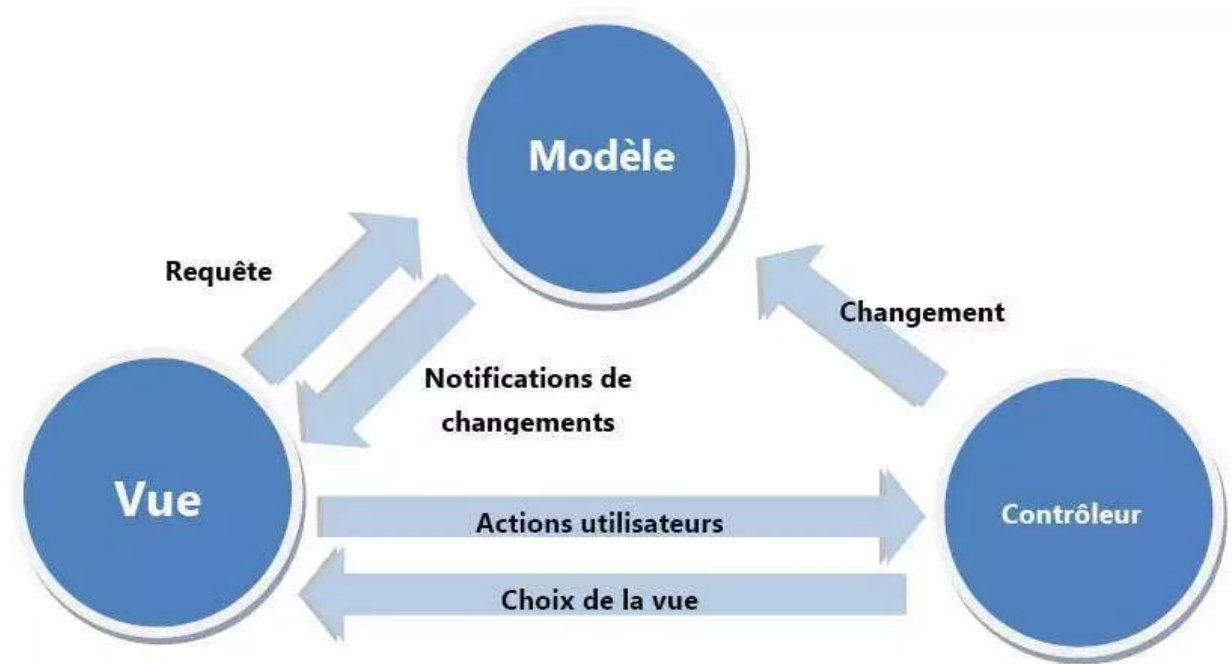 Modèle
Requête
Changement
Notifications de
changements
Vue
Actions utilisateurs
Contrôleur
Choix de la vue